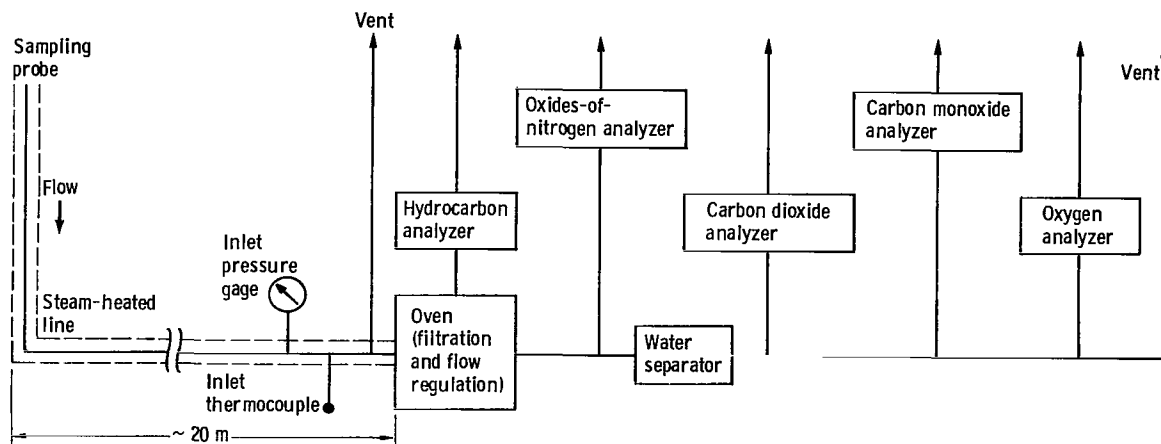 Sampling
probe
Flow
Steam-heated
line
Inlet
pressure
gage
Inlet
thermocouple
~ 20 m
Vent
Hydrocarbon
analyzer
Oven
(filtration
and flow
regulation)
Oxides-of-
nitrogen analyzer
Water
separator
Carbon dioxide
analyzer
Carbon monoxide
analyzer
Oxygen
analyzer
Vent